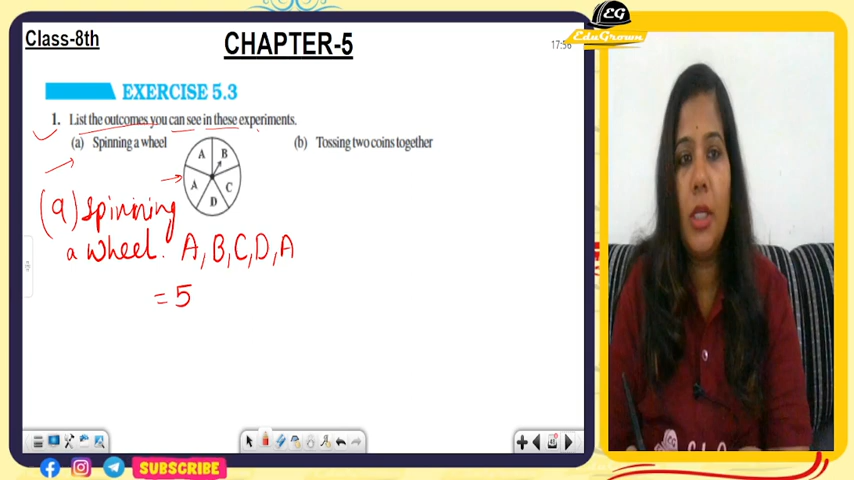 Class-8th
CHAPTER-5
EG
EduGrown
17:56
EXERCISE 5.3
1. List the outcomes you can see in these experiments.
(a) Spinning a wheel
(b) Tossing two coins together
A B
A C
D
(a) Spinning
a wheel. A, B, C, D, A
= 5
SUBSCRIBE